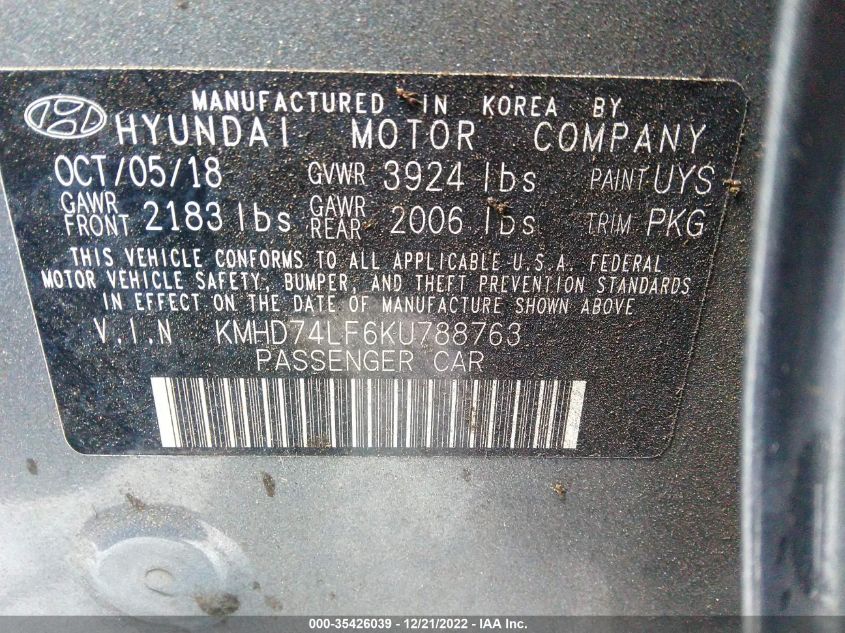 MANUFACTURED IN KOREA BY
HYUNDAI MOTOR COMPANY
OCT/05/18 GVWR 3924 lbs PAINT UYS
GAWR FRONT 2183 lbs GAWR REAR 2006 lbs TRIM PKG
THIS VEHICLE CONFORMS TO ALL APPLICABLE U.S.A. FEDERAL
MOTOR VEHICLE SAFETY, BUMPER, AND THEFT PREVENTION STANDARDS
IN EFFECT ON THE DATE OF MANUFACTURE SHOWN ABOVE
V.I.N KMHD74LF6KU788763
PASSENGER CAR
000-35426039 - 12/21/2022 - IAA Inc.